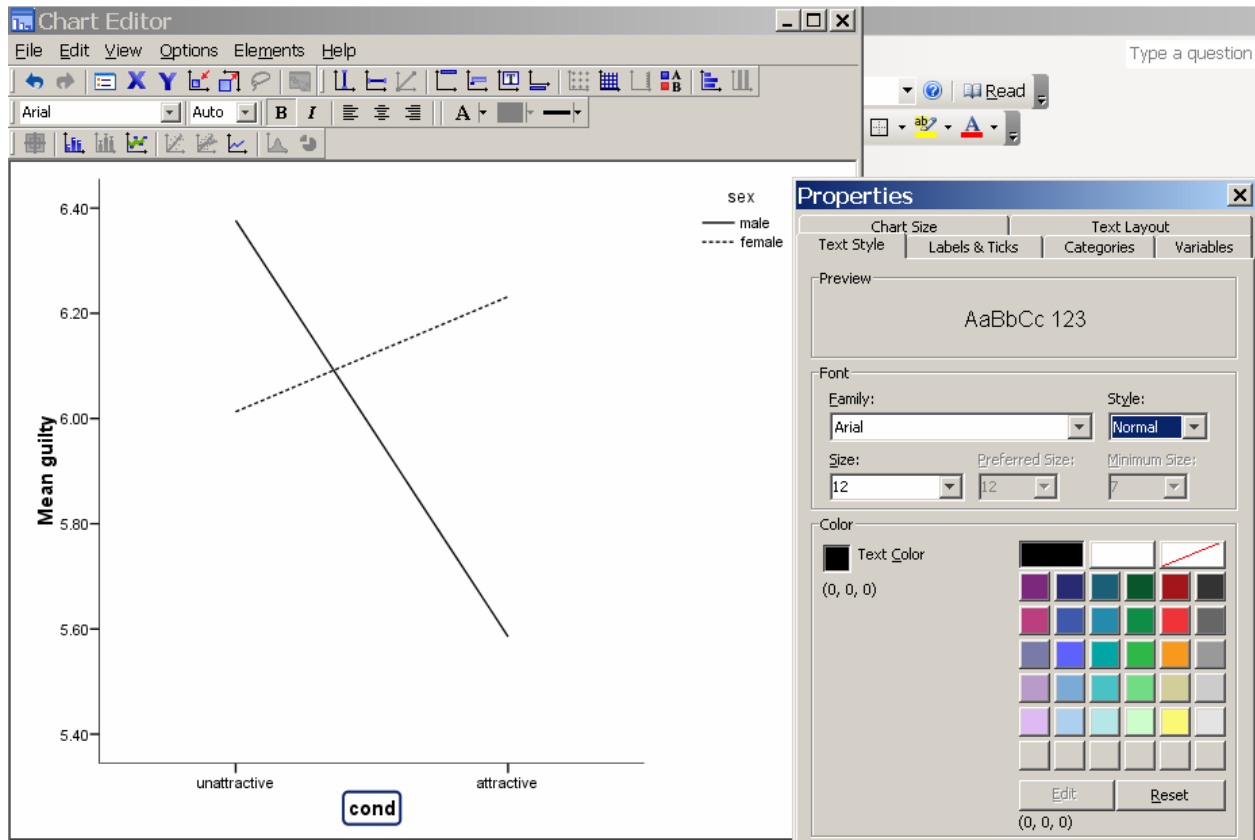 Chart Editor
File Edit View Options Elements Help
Type a question
Read
Arial Auto B I A
sex
male
female
6.40
6.20
6.00
5.80
5.60
5.40
Mean guilty
unattractive attractive
cond
Properties
Chart Size Text Layout
Text Style Labels & Ticks Categories Variables
Preview
AaBbCc 123
Font
Family: Style:
Arial Normal
Size: Preferred Size: Minimum Size:
12 12 7
Color
Text Color
(0, 0, 0)
Edit Reset
(0, 0, 0)